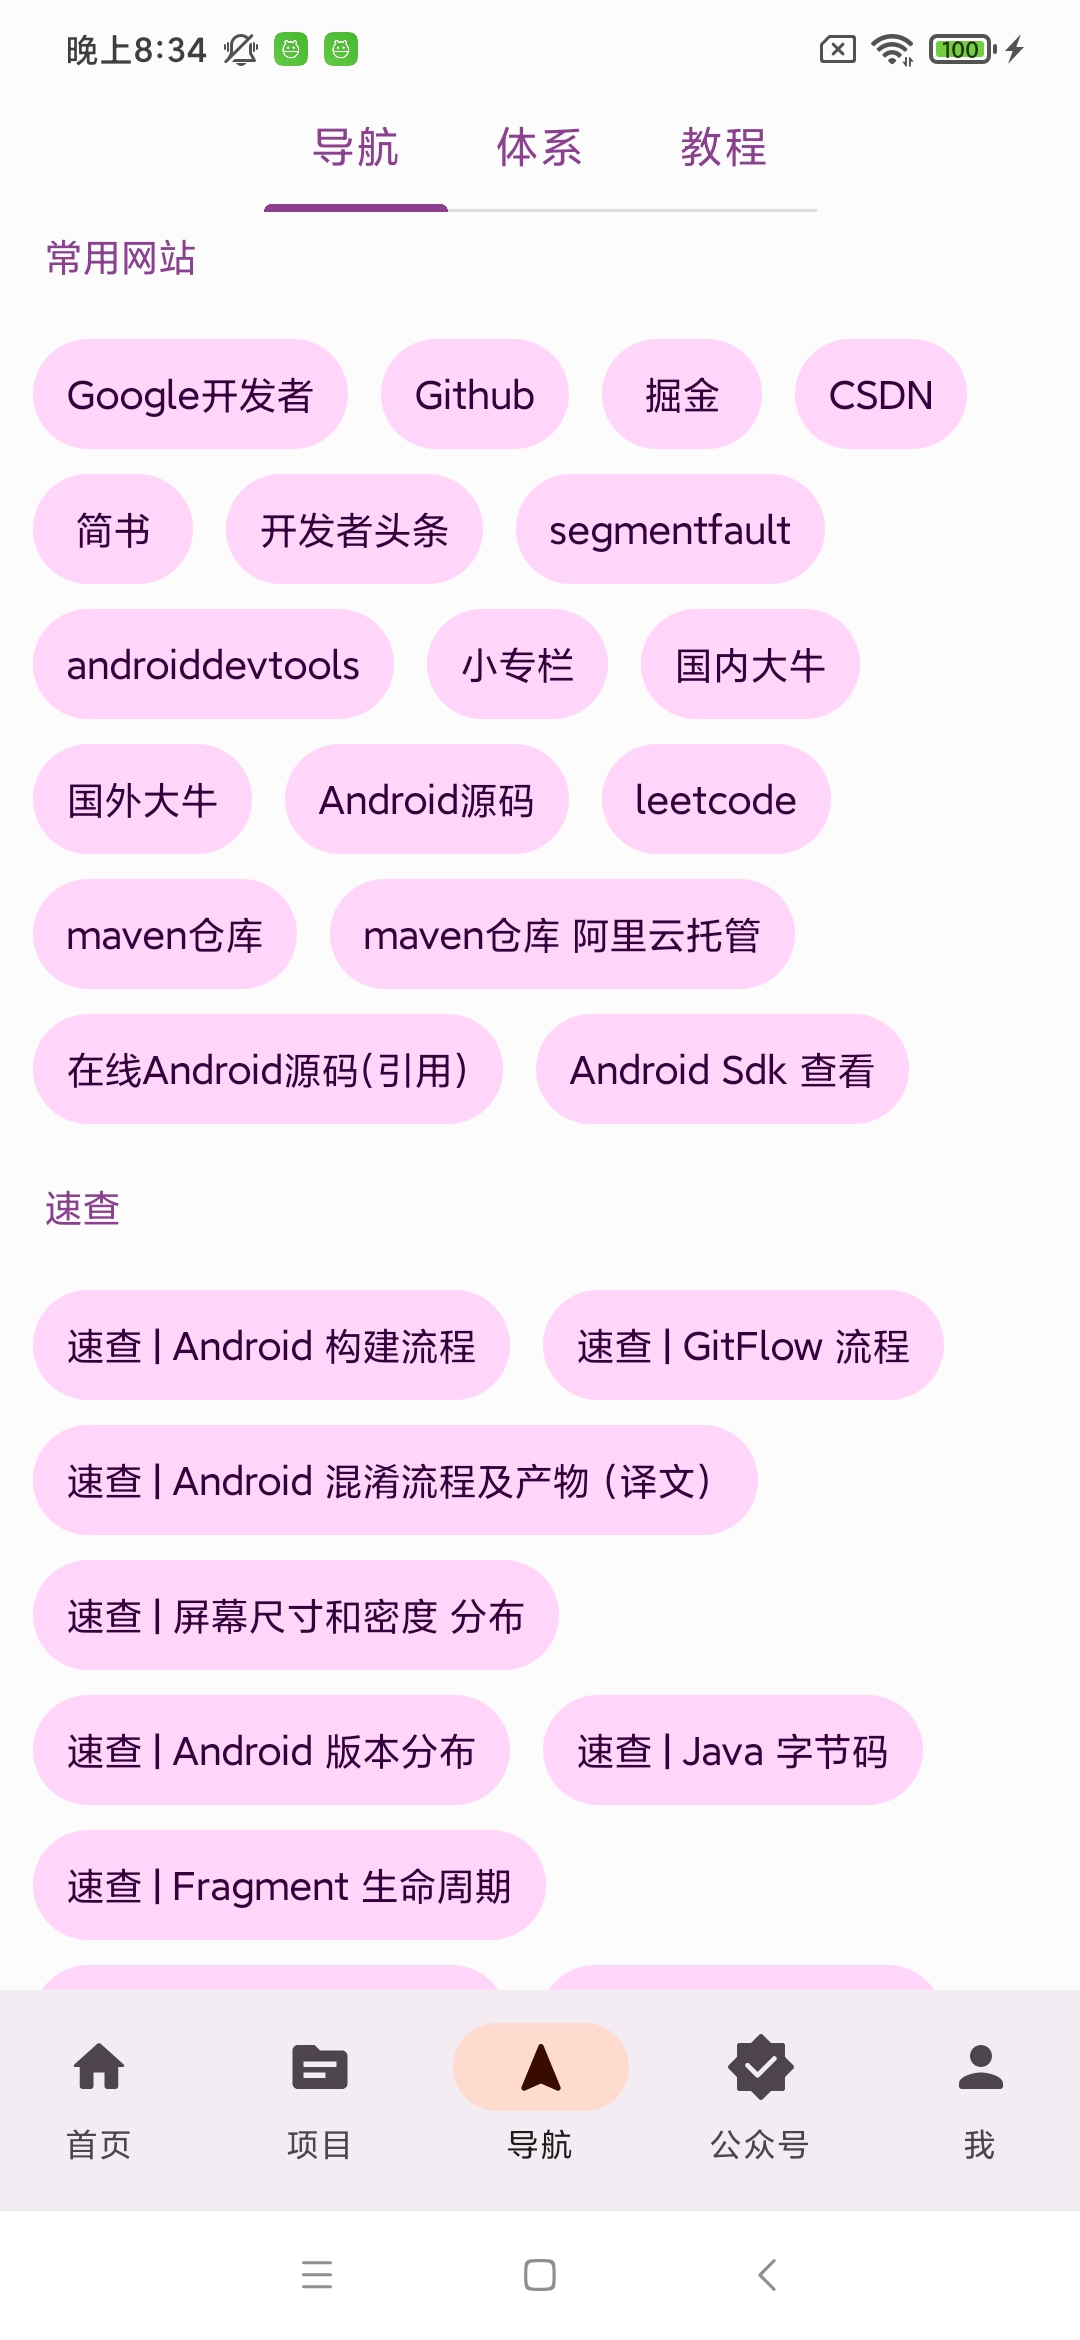 晚上8:34 100
导航 体系 教程
常用网站
Google开发者 Github 掘金 CSDN
简书 开发者头条 segmentfault
androiddevtools 小专栏 国内大牛
国外大牛 Android源码 leetcode
maven仓库 maven仓库 阿里云托管
在线Android源码(引用) Android Sdk 查看
速查
速查 | Android 构建流程 速查 | GitFlow 流程
速查 | Android 混淆流程及产物（译文）
速查 | 屏幕尺寸和密度 分布
速查 | Android 版本分布 速查 | Java 字节码
速查 | Fragment 生命周期
首页 项目 导航 公众号 我